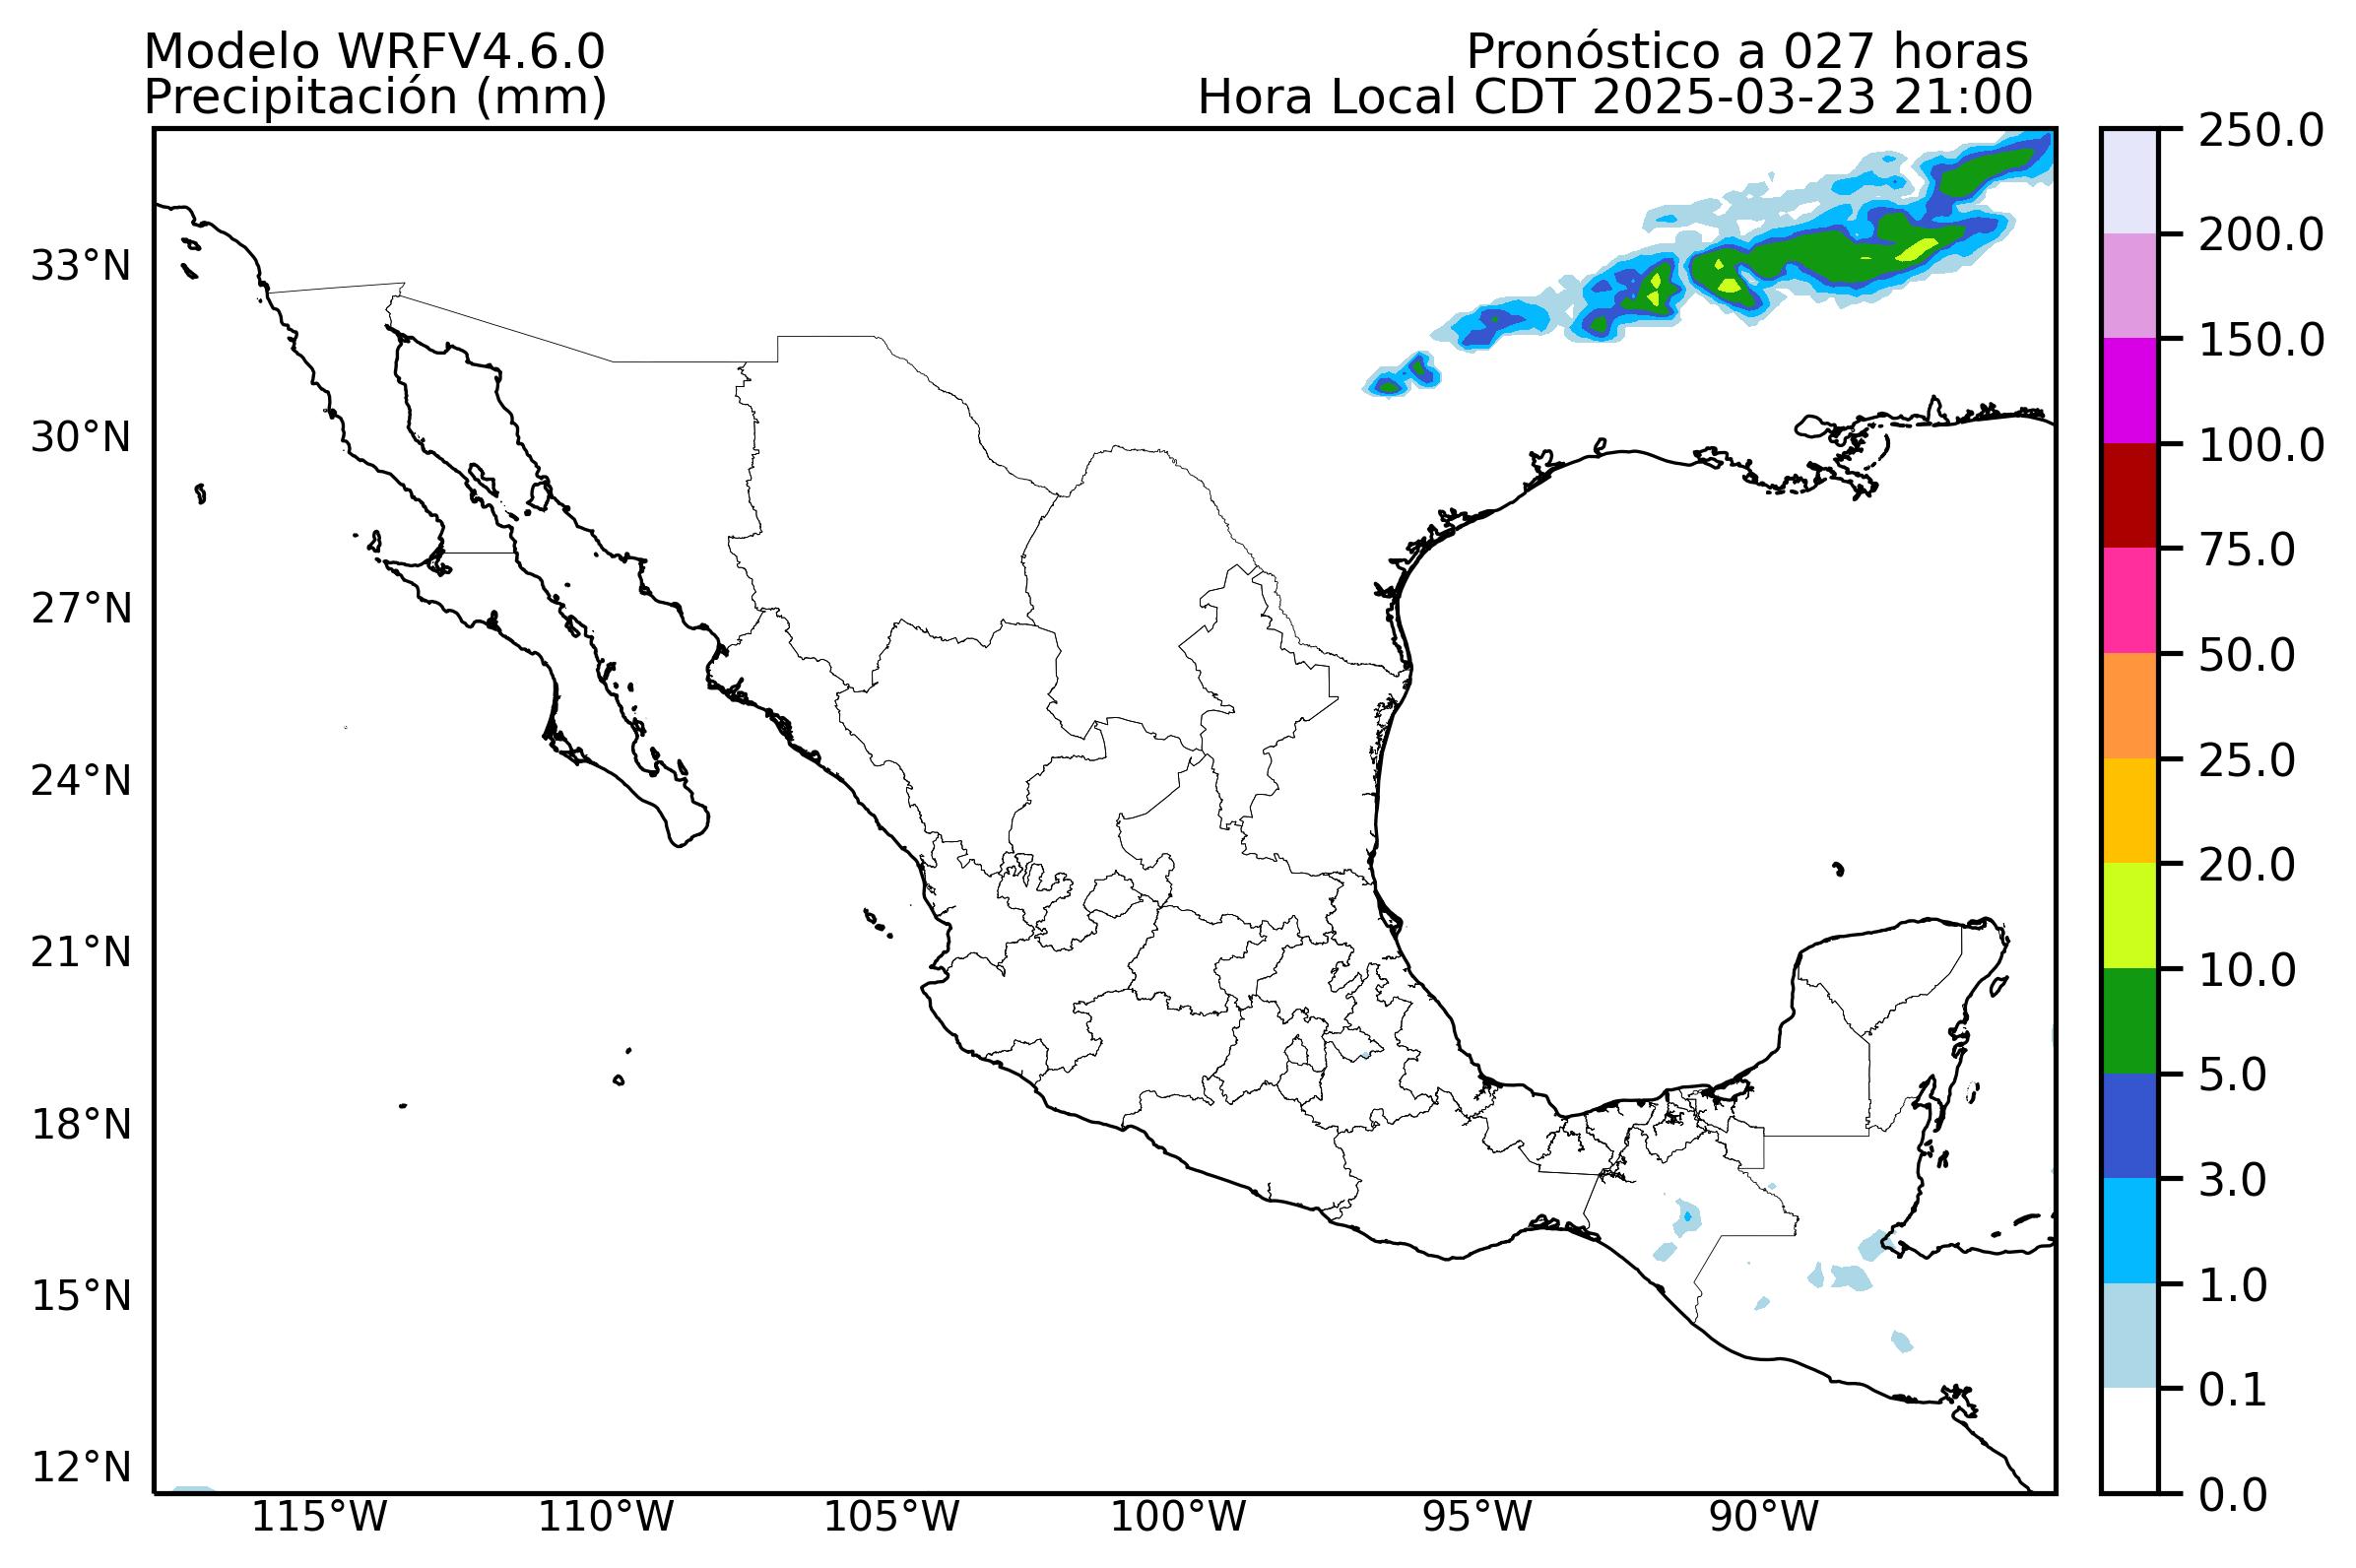 Modelo WRFV4.6.0
Pronóstico a 027 horas
Precipitación (mm)
Hora Local CDT 2025-03-23 21:00
33°N
30°N
27°N
24°N
21°N
18°N
15°N
12°N
115°W
110°W
105°W
100°W
95°W
90°W
250.0
200.0
150.0
100.0
75.0
50.0
25.0
20.0
10.0
5.0
3.0
1.0
0.1
0.0